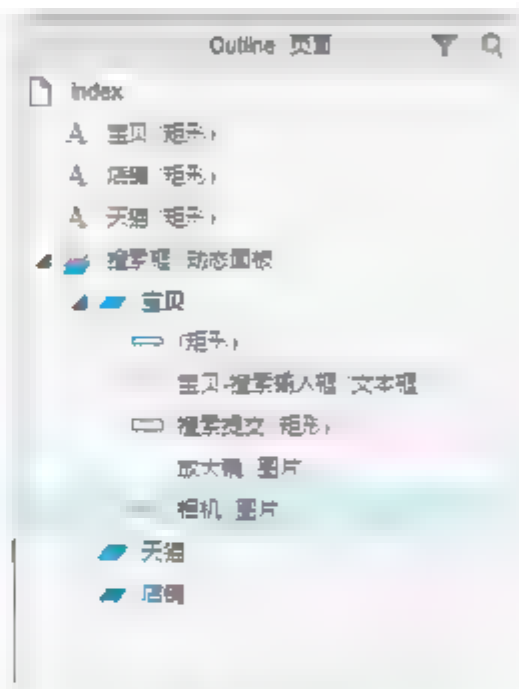 Outline 页面
index
宝贝 (矩形)
店铺 (矩形)
天猫 (矩形)
搜索框 (动态面板)
宝贝
(矩形)
宝贝-搜索输入框 (文本框)
搜索提交 (矩形)
放大镜 (图片)
相机 (图片)
天猫
店铺